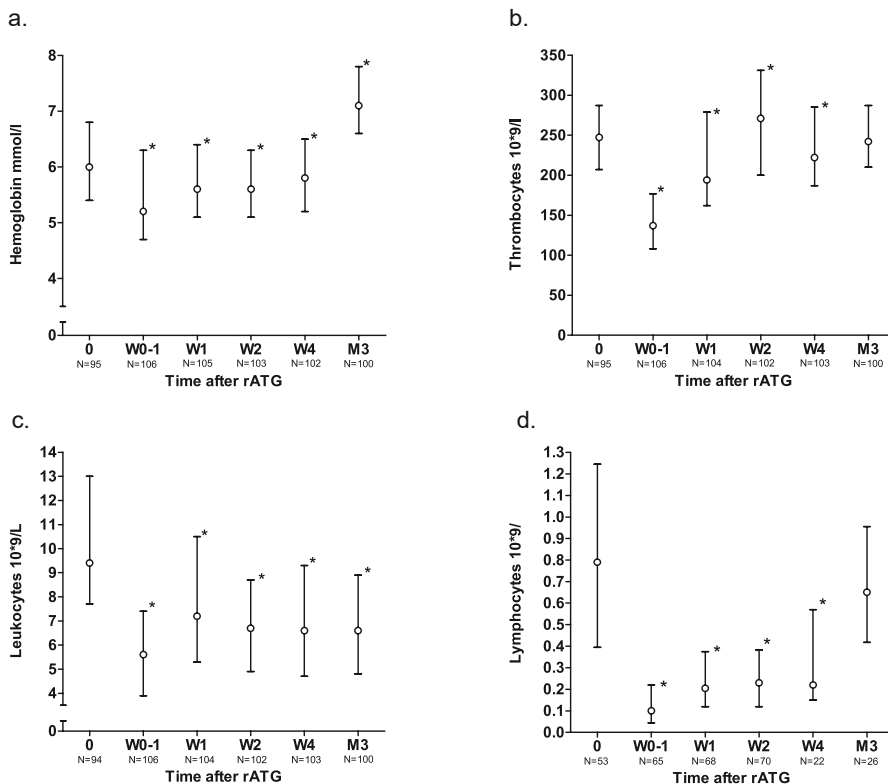 a.
Hemoglobin mmol/l
8
7
6
5
4
0
*
*
*
*
*
0 W0-1 W1 W2 W4 M3
N=95 N=106 N=105 N=103 N=102 N=100
Time after rATG
b.
Thrombocytes 10*9/l
350
300
250
200
150
100
50
0
*
*
*
*
0 W0-1 W1 W2 W4 M3
N=95 N=106 N=104 N=102 N=103 N=100
Time after rATG
c.
Leukocytes 10*9/L
14
13
12
11
10
9
8
7
6
5
4
0
*
*
*
*
*
0 W0-1 W1 W2 W4 M3
N=94 N=106 N=104 N=102 N=103 N=100
Time after rATG
d.
Lymphocytes 10*9/
1.3
1.2
1.1
1.0
0.9
0.8
0.7
0.6
0.5
0.4
0.3
0.2
0.1
0.0
*
*
*
*
0 W0-1 W1 W2 W4 M3
N=53 N=65 N=68 N=70 N=22 N=26
Time after rATG